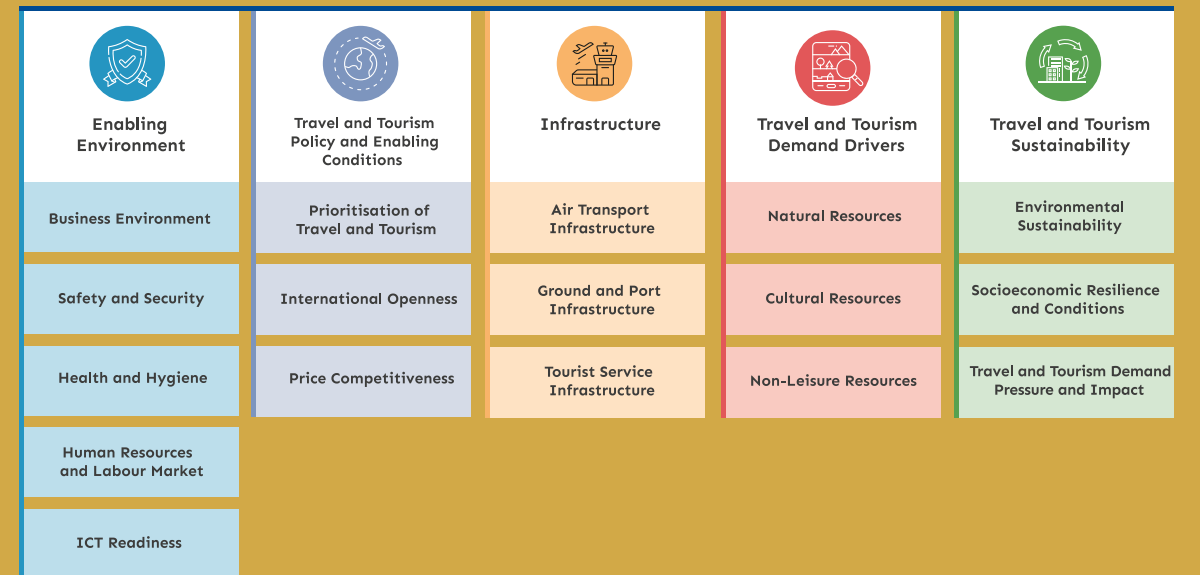 Enabling
Environment
Business Environment
Safety and Security
Health and Hygiene
Human Resources
and Labour Market
ICT Readiness
Travel and Tourism
Policy and Enabling
Conditions
Prioritisation of
Travel and Tourism
International Openness
Price Competitiveness
Infrastructure
Air Transport
Infrastructure
Ground and Port
Infrastructure
Tourist Service
Infrastructure
Travel and Tourism
Demand Drivers
Natural Resources
Cultural Resources
Non-Leisure Resources
Travel and Tourism
Sustainability
Environmental
Sustainability
Socioeconomic Resilience
and Conditions
Travel and Tourism Demand
Pressure and Impact